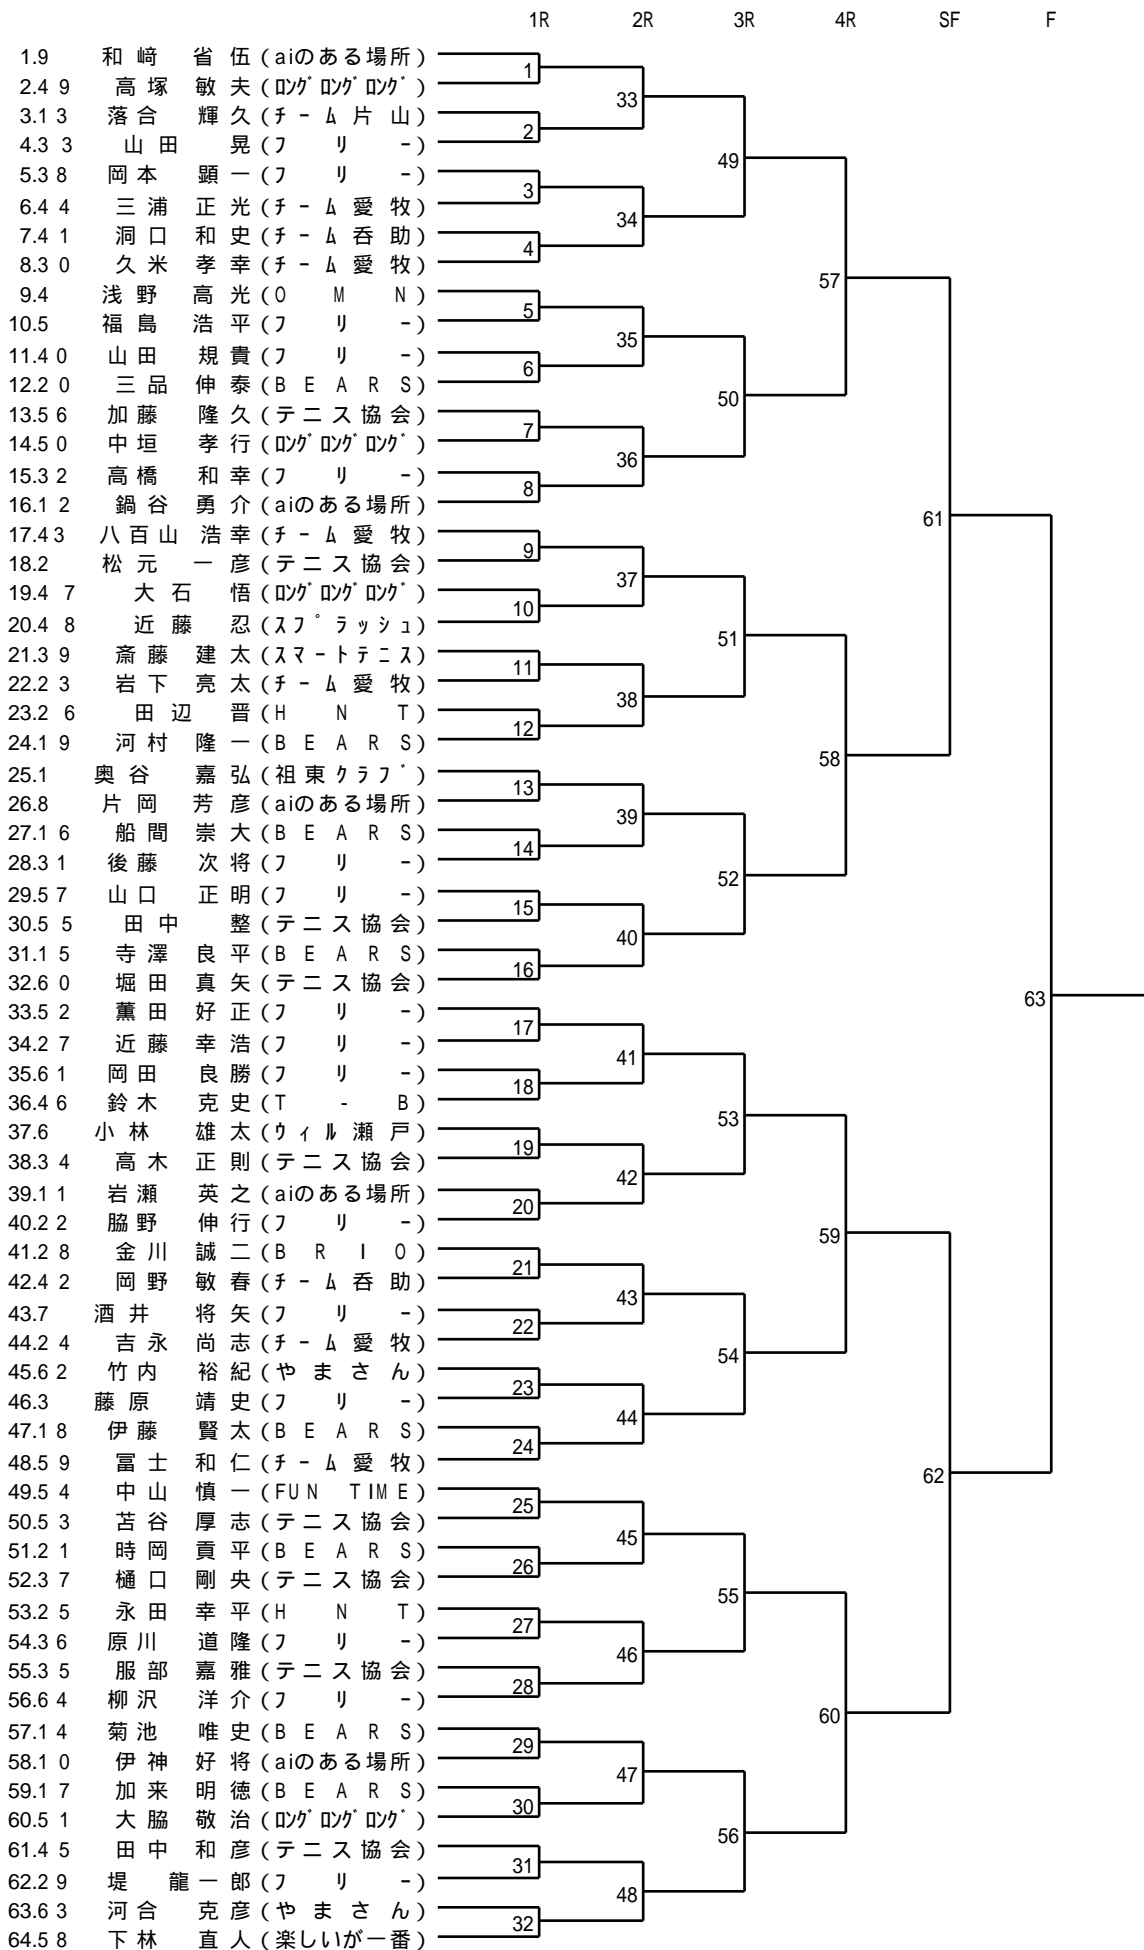 1R 2R 3R 4R SF F
1.9 和﨑 省伍(aiのある場所)
2.49 高塚 敏夫(ﾛﾝｸﾞﾛﾝｸﾞﾛﾝｸﾞ)
3.13 落合 輝久(ﾁｰﾑ片山)
4.33 山田 晃(ﾌﾘｰ)
5.38 岡本 顕一(ﾌﾘｰ)
6.44 三浦 正光(ﾁｰﾑ愛牧)
7.41 洞口 和史(ﾁｰﾑ呑助)
8.30 久米 孝幸(ﾁｰﾑ愛牧)
9.4 浅野 高光(OMN)
10.5 福島 浩平(ﾌﾘｰ)
11.40 山田 規貴(ﾌﾘｰ)
12.20 三品 伸泰(BEARS)
13.56 加藤 隆久(テニス協会)
14.50 中垣 孝行(ﾛﾝｸﾞﾛﾝｸﾞﾛﾝｸﾞ)
15.32 高橋 和幸(ﾌﾘｰ)
16.12 鍋谷 勇介(aiのある場所)
17.43 八百山 浩幸(ﾁｰﾑ愛牧)
18.2 松元 一彦(テニス協会)
19.47 大石 悟(ﾛﾝｸﾞﾛﾝｸﾞﾛﾝｸﾞ)
20.48 近藤 忍(ｽﾌﾟﾗｯｼｭ)
21.39 斎藤 建太(ｽﾏｰﾄﾃﾆｽ)
22.23 岩下 亮太(ﾁｰﾑ愛牧)
23.26 田辺 晋(HNT)
24.19 河村 隆一(BEARS)
25.1 奥谷 嘉弘(祖東ｸﾗﾌﾞ)
26.8 片岡 芳彦(aiのある場所)
27.16 船間 崇大(BEARS)
28.31 後藤 次将(ﾌﾘｰ)
29.57 山口 正明(ﾌﾘｰ)
30.55 田中 整(テニス協会)
31.15 寺澤 良平(BEARS)
32.60 堀田 真矢(テニス協会)
33.52 薫田 好正(ﾌﾘｰ)
34.27 近藤 幸浩(ﾌﾘｰ)
35.61 岡田 良勝(ﾌﾘｰ)
36.46 鈴木 克史(T-B)
37.6 小林 雄太(ｳｨﾙ瀬戸)
38.34 高木 正則(テニス協会)
39.11 岩瀬 英之(aiのある場所)
40.22 脇野 伸行(ﾌﾘｰ)
41.28 金川 誠二(BRIO)
42.42 岡野 敏春(ﾁｰﾑ呑助)
43.7 酒井 将矢(ﾌﾘｰ)
44.24 吉永 尚志(ﾁｰﾑ愛牧)
45.62 竹内 裕紀(やまさん)
46.3 藤原 靖史(ﾌﾘｰ)
47.18 伊藤 賢太(BEARS)
48.59 冨士 和仁(ﾁｰﾑ愛牧)
49.54 中山 慎一(FUN TIME)
50.53 苫谷 厚志(テニス協会)
51.21 時岡 貢平(BEARS)
52.37 樋口 剛央(テニス協会)
53.25 永田 幸平(HNT)
54.36 原川 道隆(ﾌﾘｰ)
55.35 服部 嘉雅(テニス協会)
56.64 柳沢 洋介(ﾌﾘｰ)
57.14 菊池 唯史(BEARS)
58.10 伊神 好将(aiのある場所)
59.17 加来 明徳(BEARS)
60.51 大脇 敬治(ﾛﾝｸﾞﾛﾝｸﾞﾛﾝｸﾞ)
61.45 田中 和彦(テニス協会)
62.29 堤 龍一郎(ﾌﾘｰ)
63.63 河合 克彦(やまさん)
64.58 下林 直人(楽しいが一番)
1
2
3
4
5
6
7
8
9
10
11
12
13
14
15
16
17
18
19
20
21
22
23
24
25
26
27
28
29
30
31
32
33
34
35
36
37
38
39
40
41
42
43
44
45
46
47
48
49
50
51
52
53
54
55
56
57
58
59
60
61
62
63